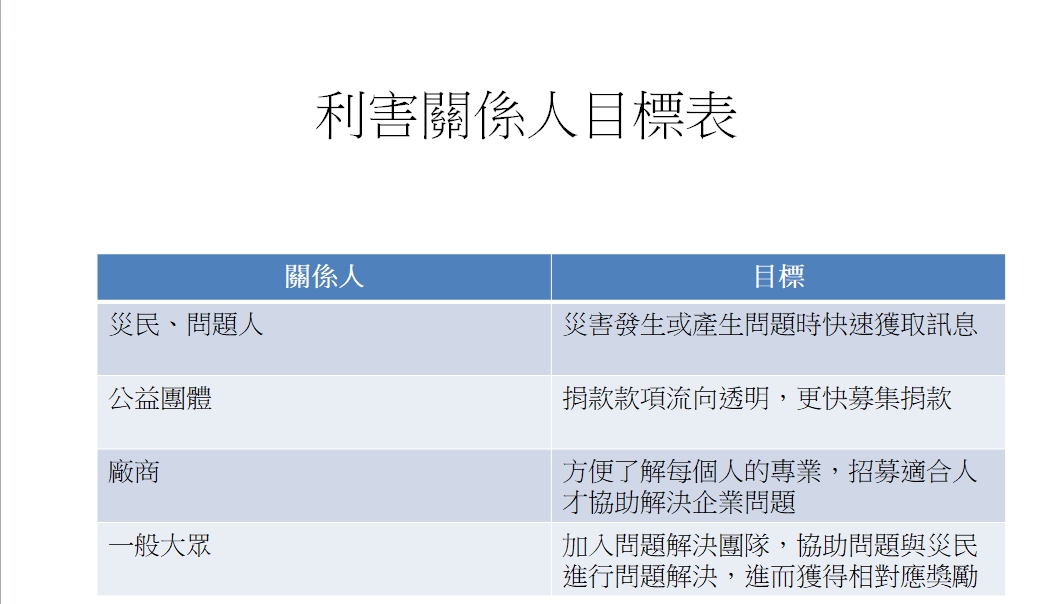 利害關係人目標表
關係人
目標
災民、問題人
災害發生或產生問題時快速獲取訊息
公益團體
捐款款項流向透明，更快募集捐款
廠商
方便了解每個人的專業，招募適合人
才協助解決企業問題
一般大眾
加入問題解決團隊，協助問題與災民
進行問題解決，進而獲得相對應獎勵